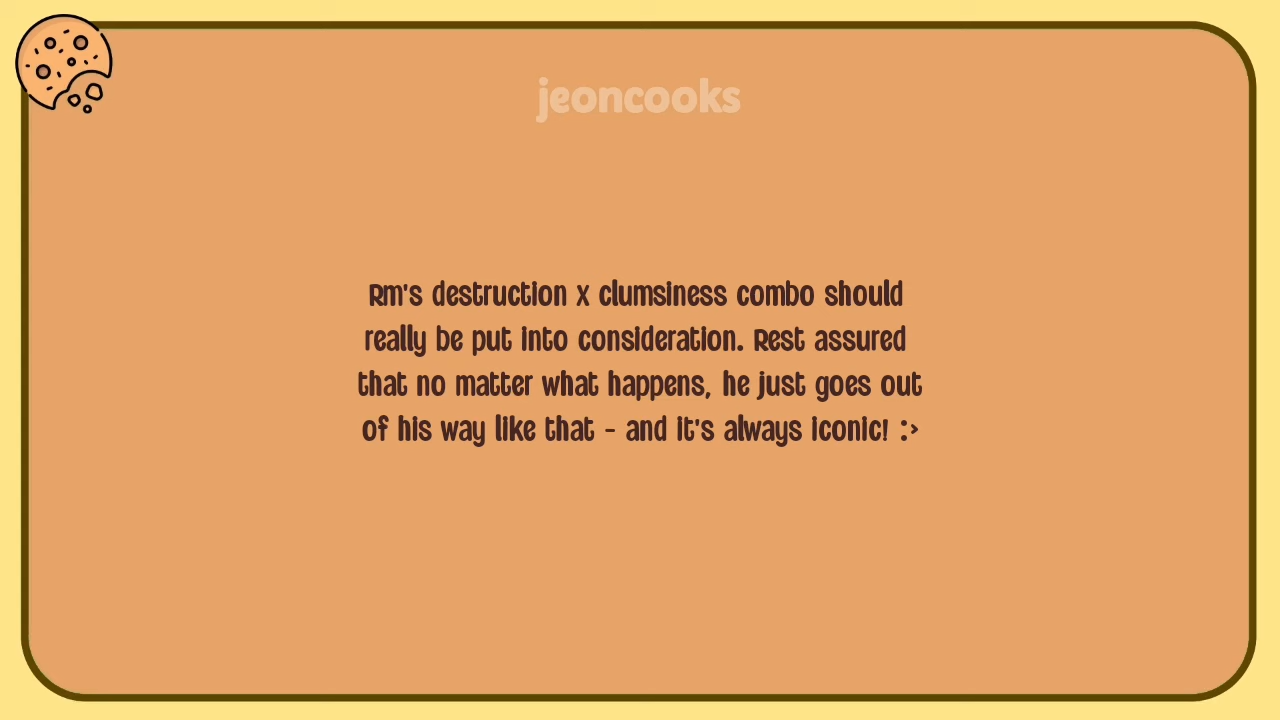 jeoncooks
Rm's destruction x clumsiness combo should
really be put into consideration. Rest assured
that no matter what happens, he just goes out
of his way like that - and it's always iconic! :>